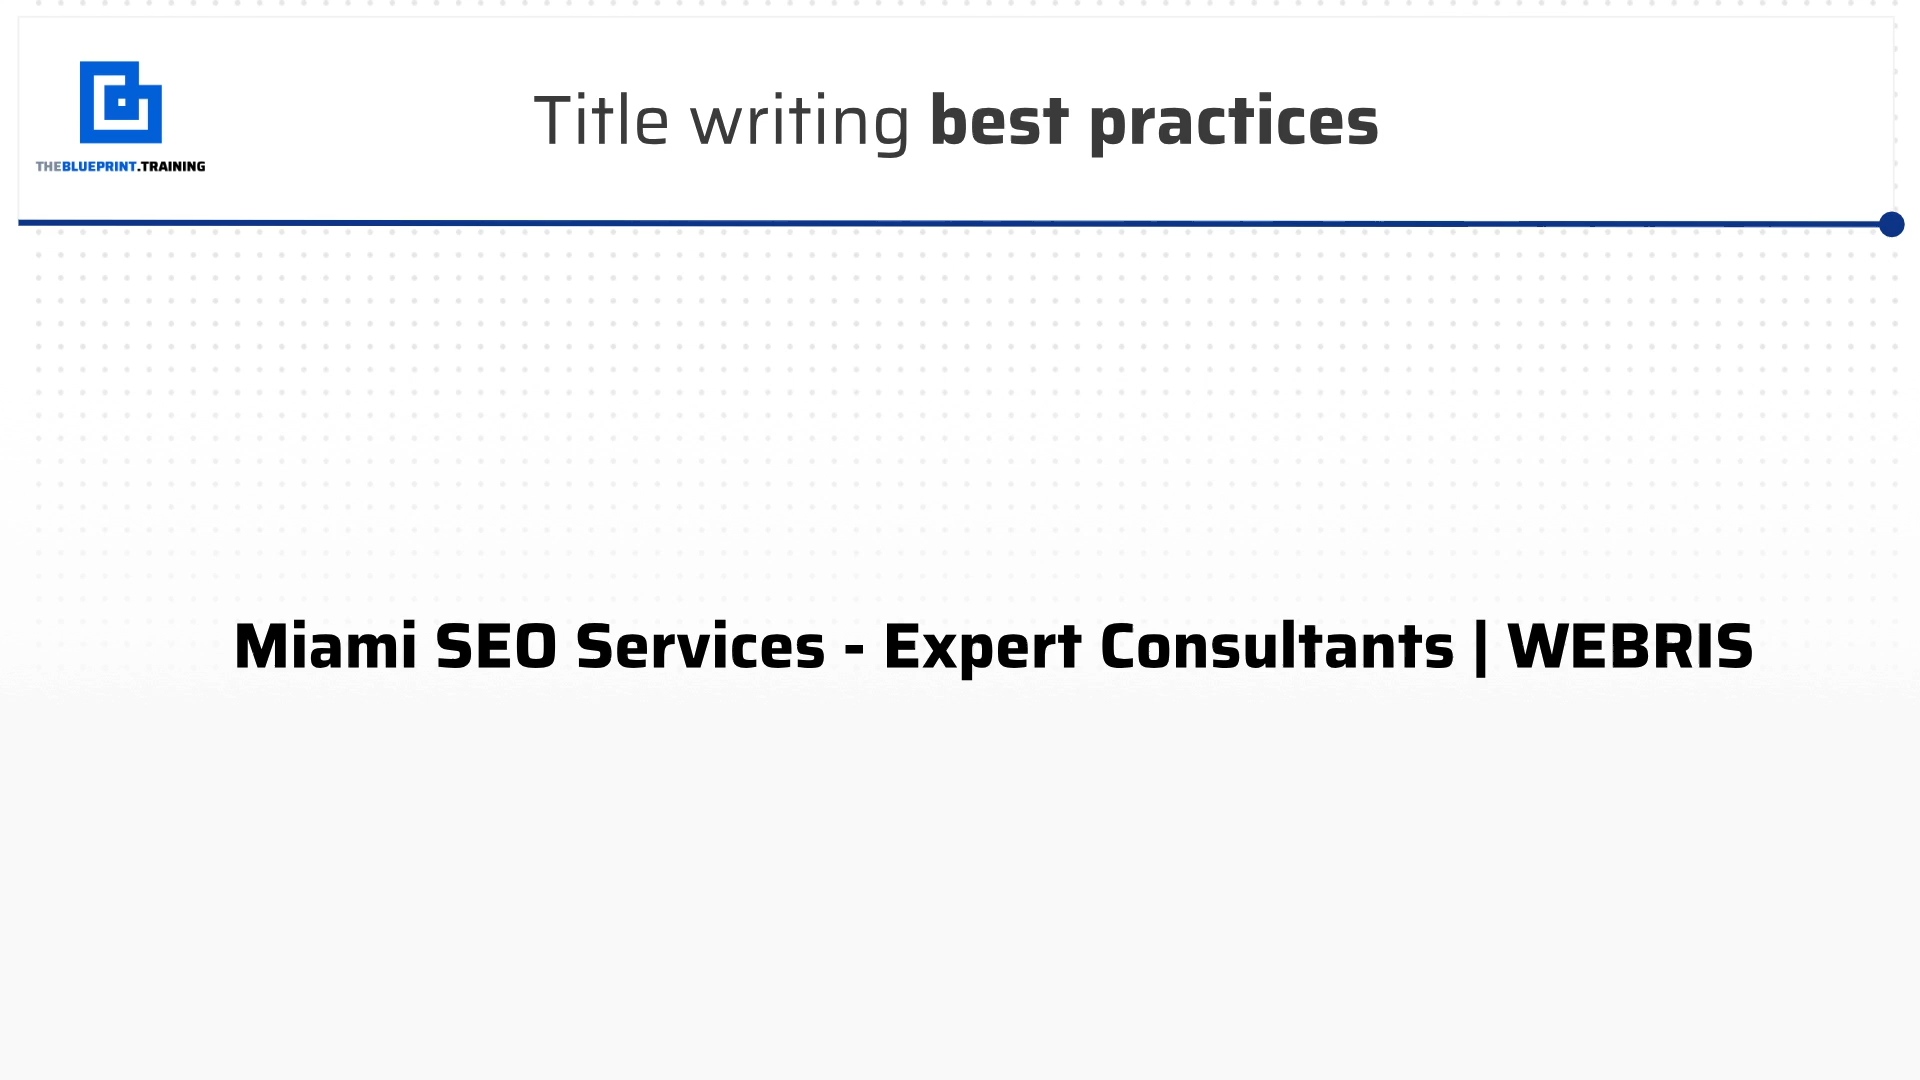 Title writing best practices
THEBLUEPRINT.TRAINING
Miami SEO Services - Expert Consultants | WEBRIS